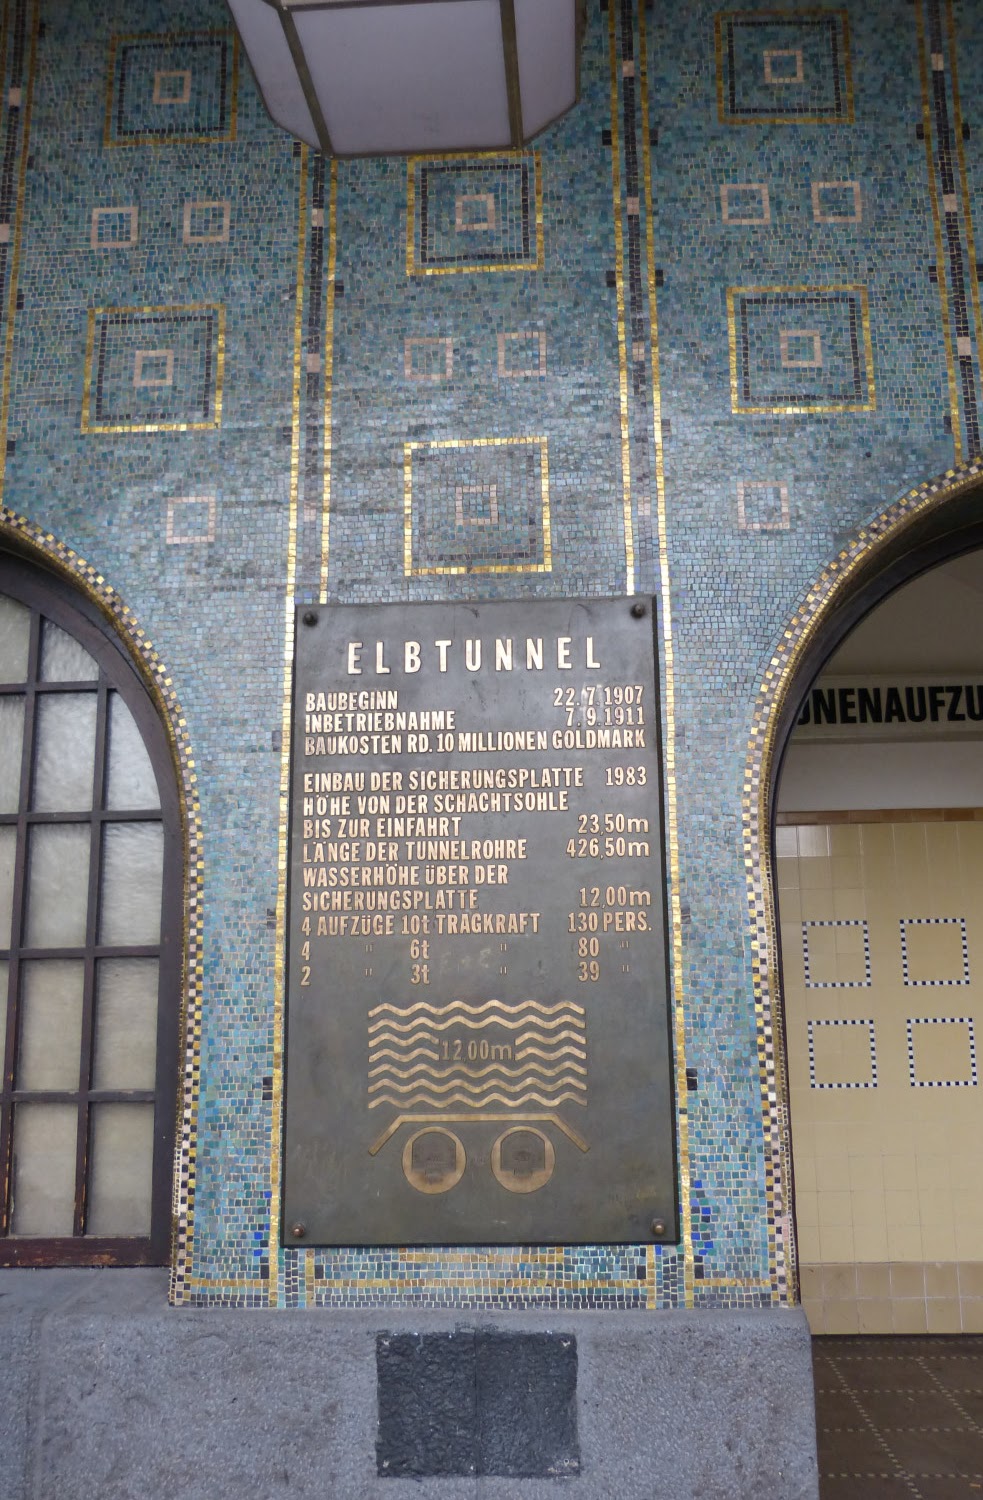 ELBTUNNEL
BAUBEGINN 22.7.1907
INBETRIEBNAHME 7.9.1911
BAUKOSTEN RD. 10 MILLIONEN GOLDMARK
EINBAU DER SICHERUNGSPLATTE 1983
HÖHE VON DER SCHACHTSOHLE
BIS ZUR EINFAHRT 23,50m
LÄNGE DER TUNNELROHRE 426,50m
WASSERHÖHE ÜBER DER
SICHERUNGSPLATTE 12,00m
4 AUFZÜGE 10t TRAGKRAFT 130 PERS.
4 " 6t " 80 "
2 " 3t " 39 "
12,00m
NENAUFZU